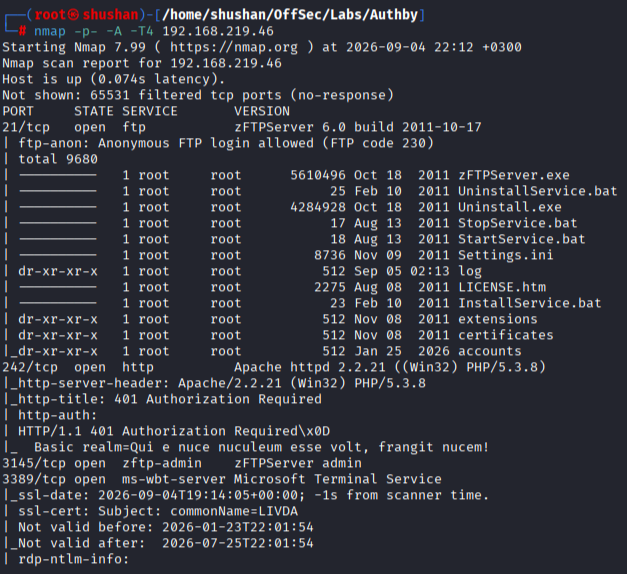 ┌──(root㉿shushan)-[/home/shushan/OffSec/Labs/Authby]
└─# nmap -p- -A -T4 192.168.219.46
Starting Nmap 7.99 ( https://nmap.org ) at 2026-09-04 22:12 +0300
Nmap scan report for 192.168.219.46
Host is up (0.074s latency).
Not shown: 65531 filtered tcp ports (no-response)
PORT     STATE SERVICE       VERSION
21/tcp   open  ftp           zFTPServer 6.0 build 2011-10-17
| ftp-anon: Anonymous FTP login allowed (FTP code 230)
| total 9680
| ----------   1 root     root      5610496 Oct 18  2011 zFTPServer.exe
| ----------   1 root     root           25 Feb 10  2011 UninstallService.bat
| ----------   1 root     root      4284928 Oct 18  2011 Uninstall.exe
| ----------   1 root     root           17 Aug 13  2011 StopService.bat
| ----------   1 root     root           18 Aug 13  2011 StartService.bat
| ----------   1 root     root         8736 Nov 09  2011 Settings.ini
| dr-xr-xr-x   1 root     root          512 Sep 05 02:13 log
| ----------   1 root     root         2275 Aug 08  2011 LICENSE.htm
| ----------   1 root     root           23 Feb 10  2011 InstallService.bat
| dr-xr-xr-x   1 root     root          512 Nov 08  2011 extensions
| dr-xr-xr-x   1 root     root          512 Nov 08  2011 certificates
|_dr-xr-xr-x   1 root     root          512 Jan 25  2026 accounts
242/tcp  open  http          Apache httpd 2.2.21 ((Win32) PHP/5.3.8)
|_http-server-header: Apache/2.2.21 (Win32) PHP/5.3.8
|_http-title: 401 Authorization Required
| http-auth:
| HTTP/1.1 401 Authorization Required\x0D
|_  Basic realm=Qui e nuce nuculeum esse volt, frangit nucem!
3145/tcp open  zftp-admin    zFTPServer admin
3389/tcp open  ms-wbt-server Microsoft Terminal Service
|_ssl-date: 2026-09-04T19:14:05+00:00; -1s from scanner time.
| ssl-cert: Subject: commonName=LIVDA
| Not valid before: 2026-01-23T22:01:54
|_Not valid after:  2026-07-25T22:01:54
| rdp-ntlm-info: